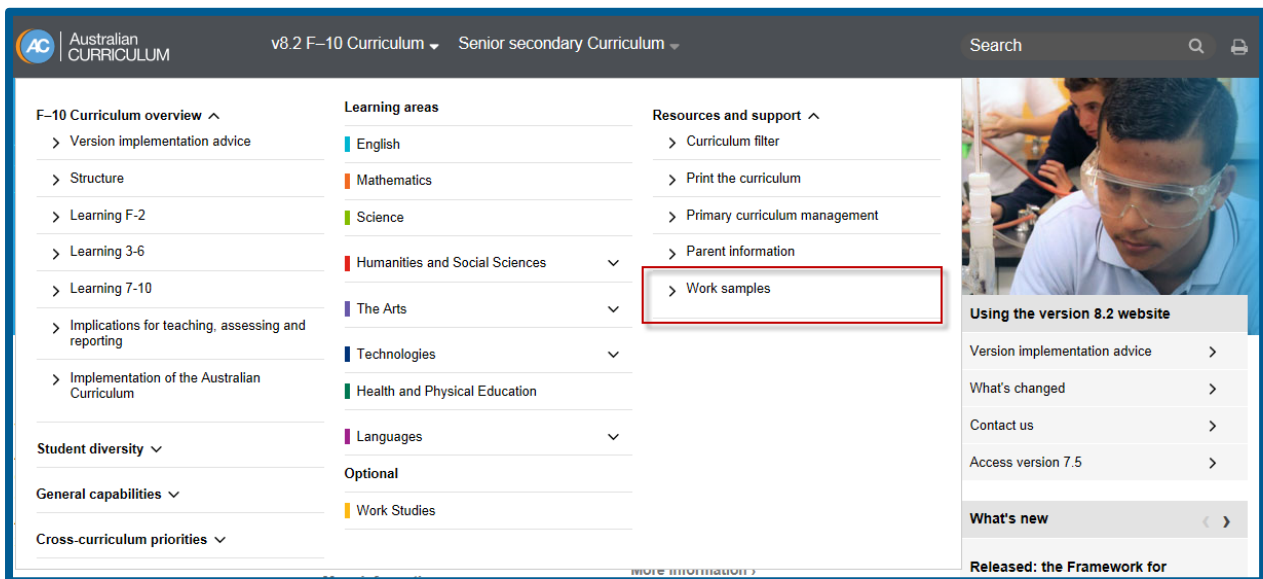 AC
Australian
CURRICULUM
v8.2 F–10 Curriculum
Senior secondary Curriculum
Search
F–10 Curriculum overview
Version implementation advice
Structure
Learning F-2
Learning 3-6
Learning 7-10
Implications for teaching, assessing and
reporting
Implementation of the Australian
Curriculum
Student diversity
General capabilities
Cross-curriculum priorities
Learning areas
English
Mathematics
Science
Humanities and Social Sciences
The Arts
Technologies
Health and Physical Education
Languages
Optional
Work Studies
Resources and support
Curriculum filter
Print the curriculum
Primary curriculum management
Parent information
Work samples
More information ›
Using the version 8.2 website
Version implementation advice
What's changed
Contact us
Access version 7.5
What's new
Released: the Framework for